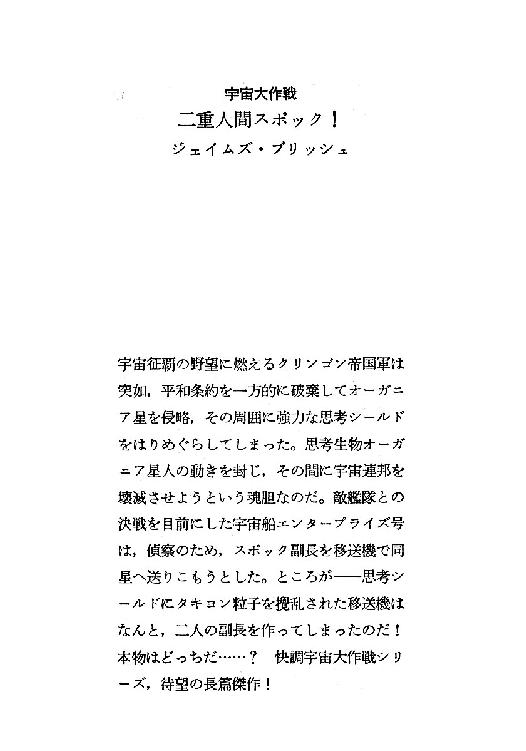 宇宙大作戦
二重人間スポック！
ジェイムズ・ブリッシュ
宇宙征覇の野望に燃えるクリンゴン帝国軍は
突如，平和条約を一方的に破棄してオーガニ
ア星を侵略，その周囲に強力な思考シールド
をはりめぐらしてしまった。思考生物オーガ
ニア星人の動きを封じ，その間に宇宙連邦を
壊滅させようという魂胆なのだ。敵艦隊との
決戦を目前にした宇宙船エンタープライズ号
は，偵察のため，スポック副長を移送機で同
星へ送りこもうとした。ところが――思考シ
ールドにタキヨン粒子を攪乱された移送機は
なんと，二人の副長を作ってしまったのだ！
本物はどっちだ……？　快調宇宙大作戦シリ
ーズ，待望の長篇傑作！